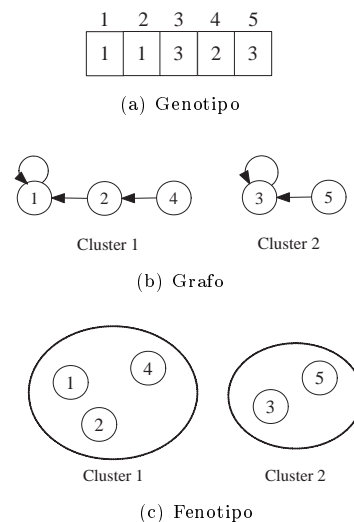 1 2 3 4 5
1 1 3 2 3
(a) Genotipo
1 2 4 3 5
Cluster 1 Cluster 2
(b) Grafo
1 4 2 3 5
Cluster 1 Cluster 2
(c) Fenotipo